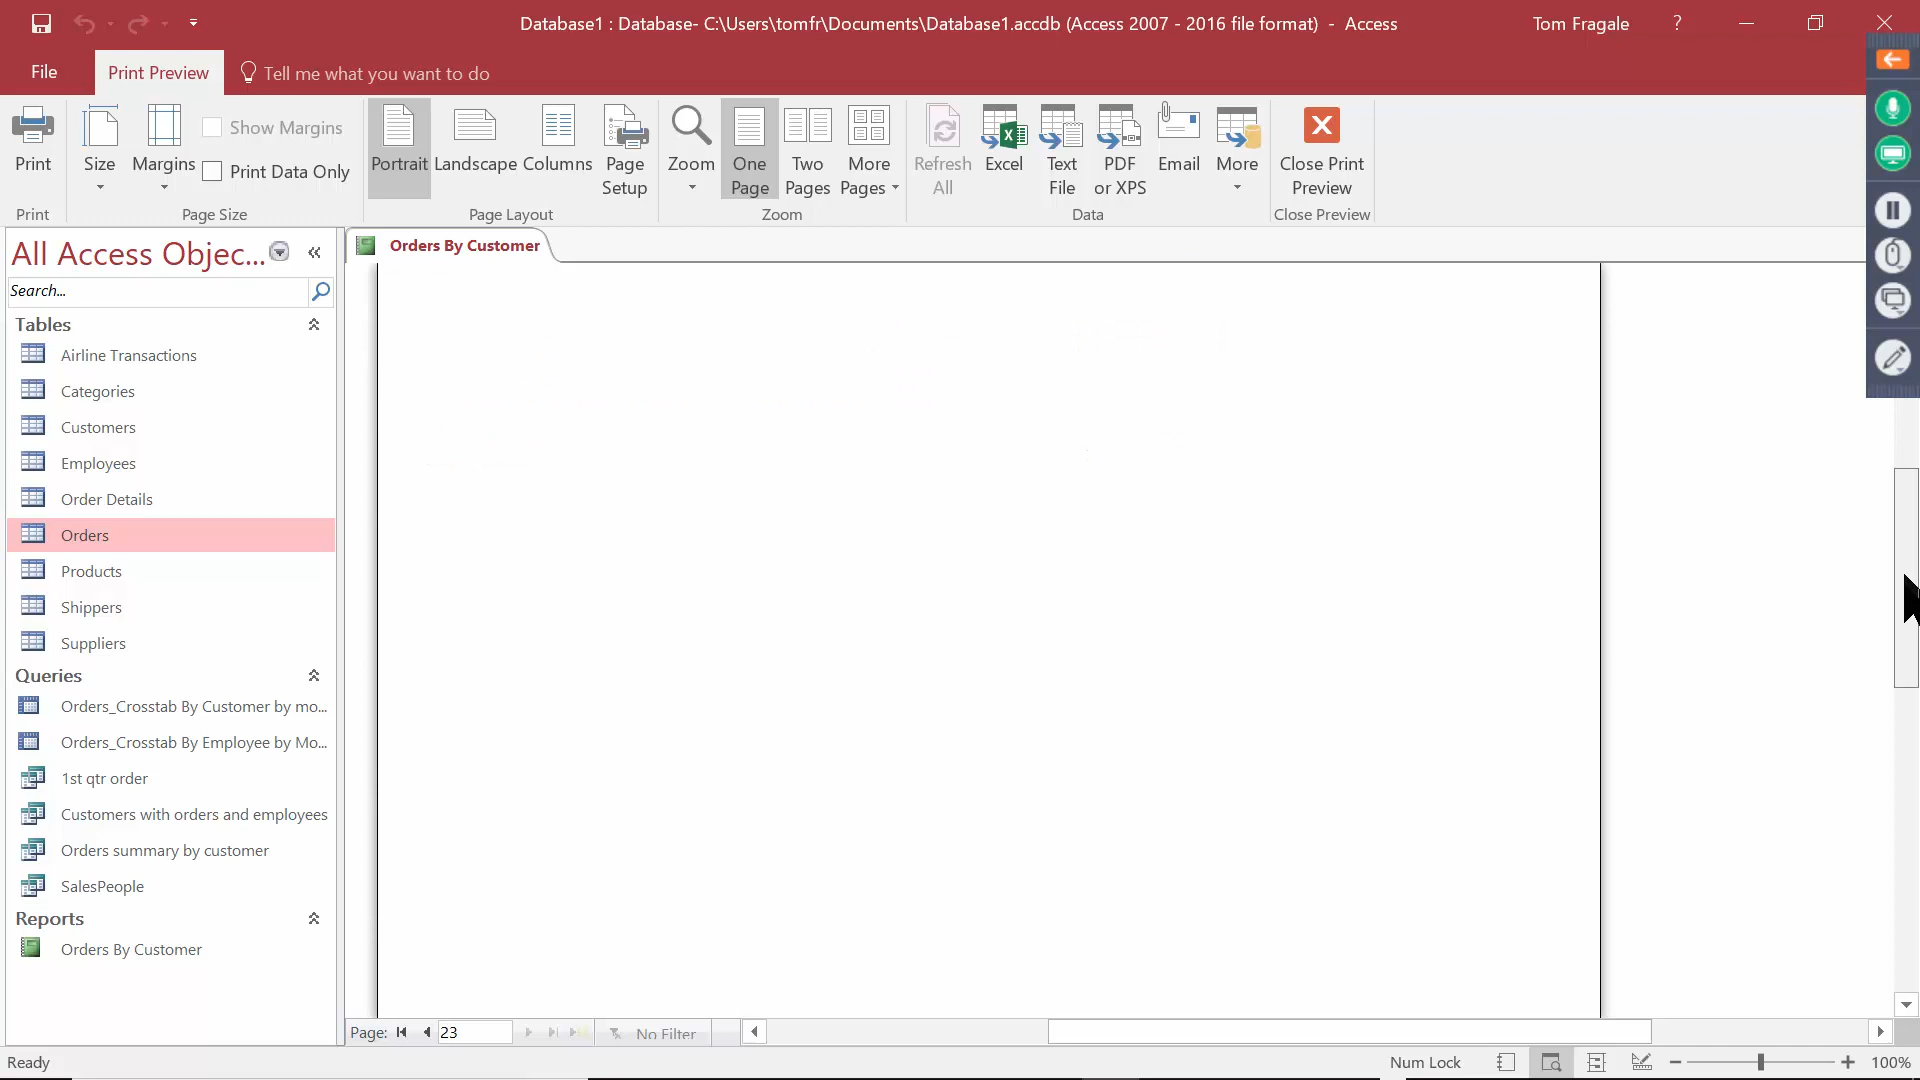 Database1 : Database- C:\Users\tomfr\Documents\Database1.accdb (Access 2007 - 2016 file format) - Access
Tom Fragale
?
File
Print Preview
Tell me what you want to do
Print
Size
Margins
Show Margins
Print Data Only
Portrait
Landscape
Columns
Page Setup
Zoom
One Page
Two Pages
More Pages
Refresh All
Excel
Text File
PDF or XPS
Email
More
Close Print Preview
Print
Page Size
Page Layout
Zoom
Data
Close Preview
All Access Objec...
Search...
Orders By Customer
Tables
Airline Transactions
Categories
Customers
Employees
Order Details
Orders
Products
Shippers
Suppliers
Queries
Orders_Crosstab By Customer by mo...
Orders_Crosstab By Employee by Mo...
1st qtr order
Customers with orders and employees
Orders summary by customer
SalesPeople
Reports
Orders By Customer
Page: 23
No Filter
Ready
Num Lock
100%